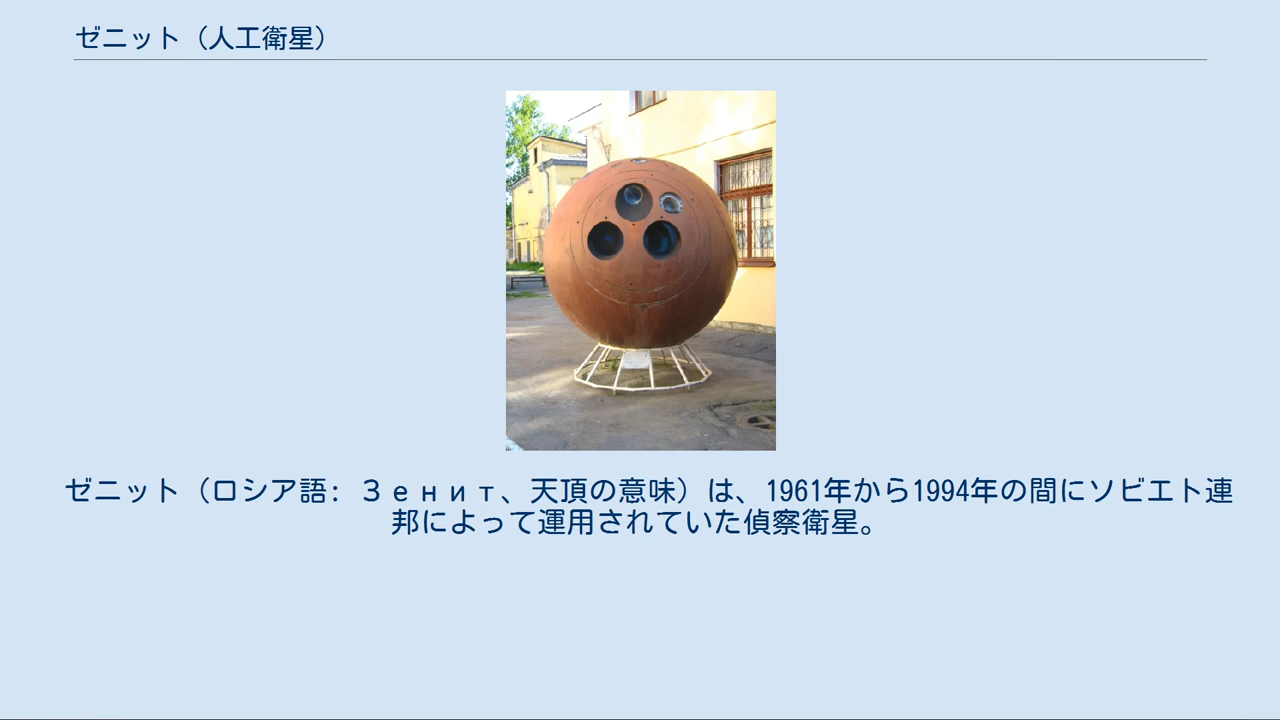 ゼニット（人工衛星）
ゼニット（ロシア語: Зенит、天頂の意味）は、1961年から1994年の間にソビエト連
邦によって運用されていた偵察衛星。